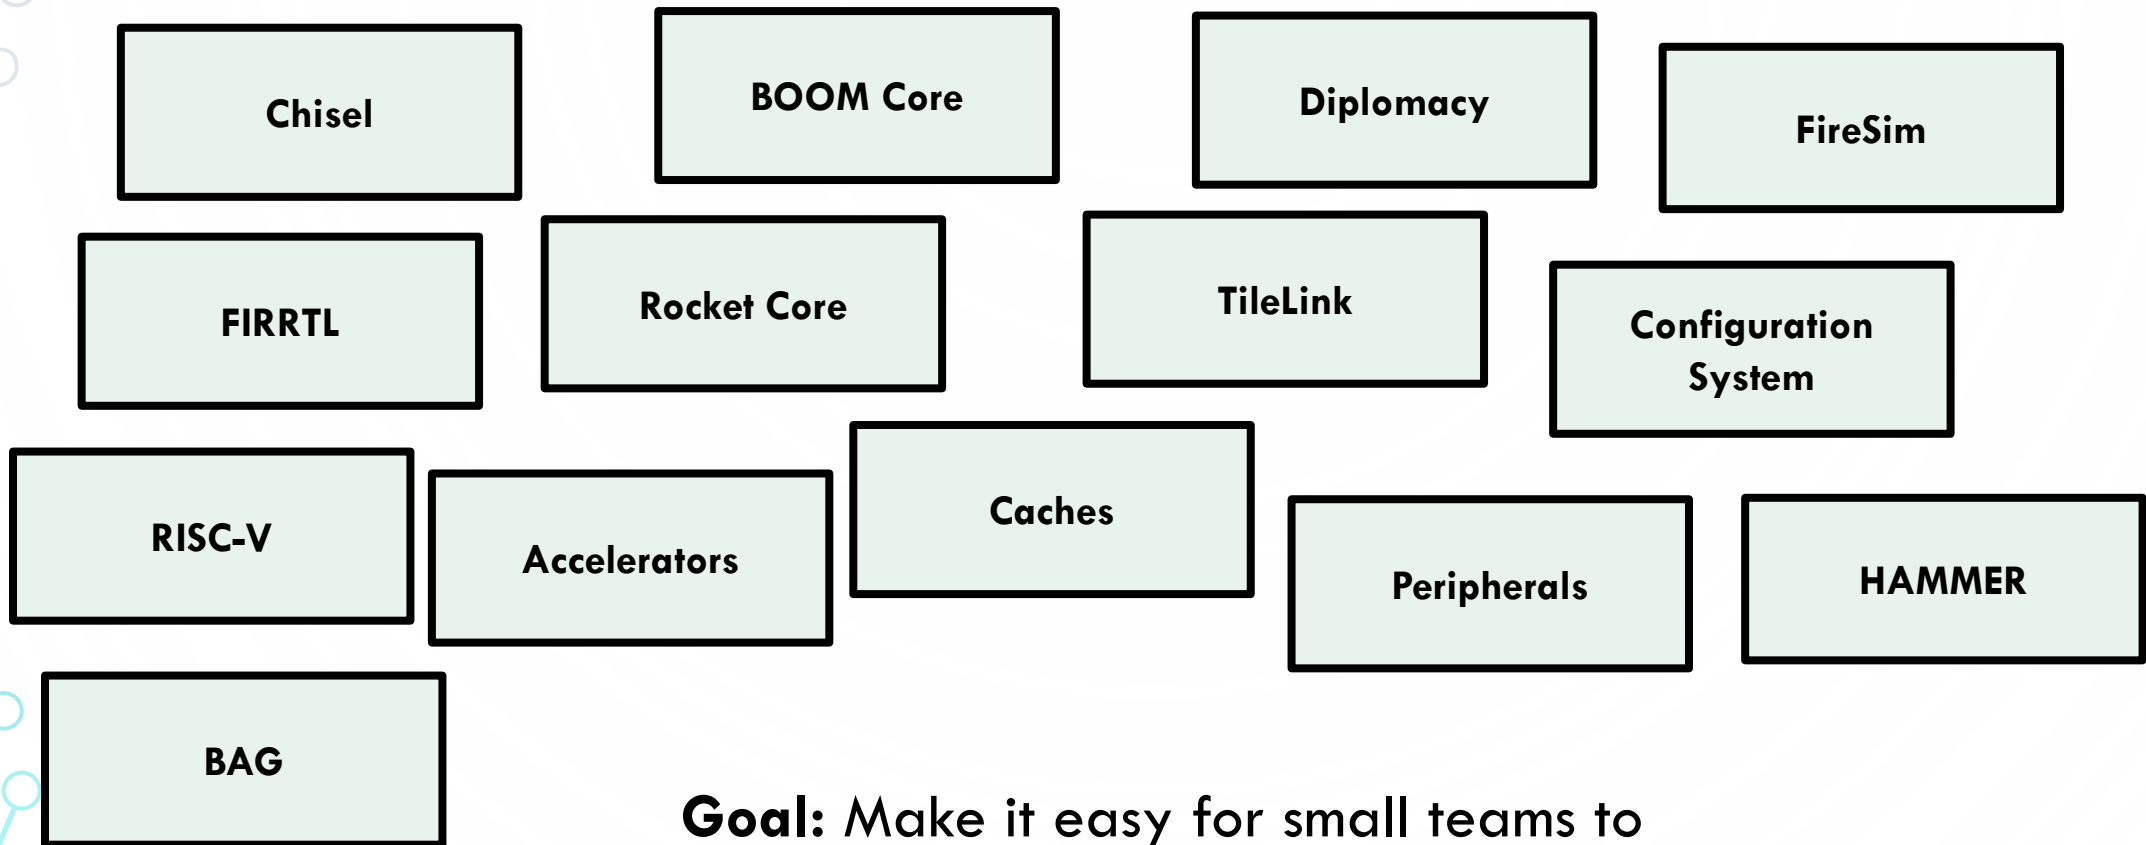 Chisel
BOOM Core
Diplomacy
FireSim
FIRRTL
Rocket Core
TileLink
Configuration
System
RISC-V
Accelerators
Caches
Peripherals
HAMMER
BAG
Goal: Make it easy for small teams to